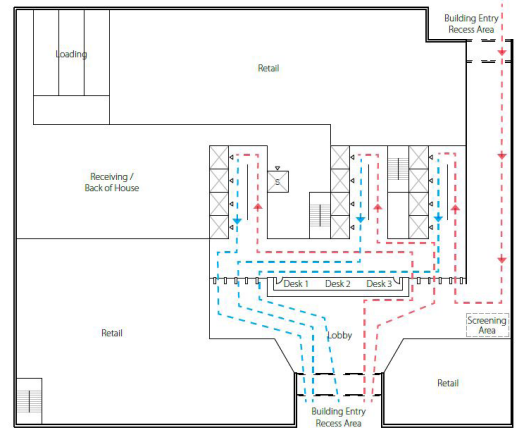 Building Entry
Recess Area
Loading
Retail
Receiving /
Back of House
S
Desk 1 Desk 2 Desk 3
Lobby
Screening
Area
Retail
Retail
Building Entry
Recess Area